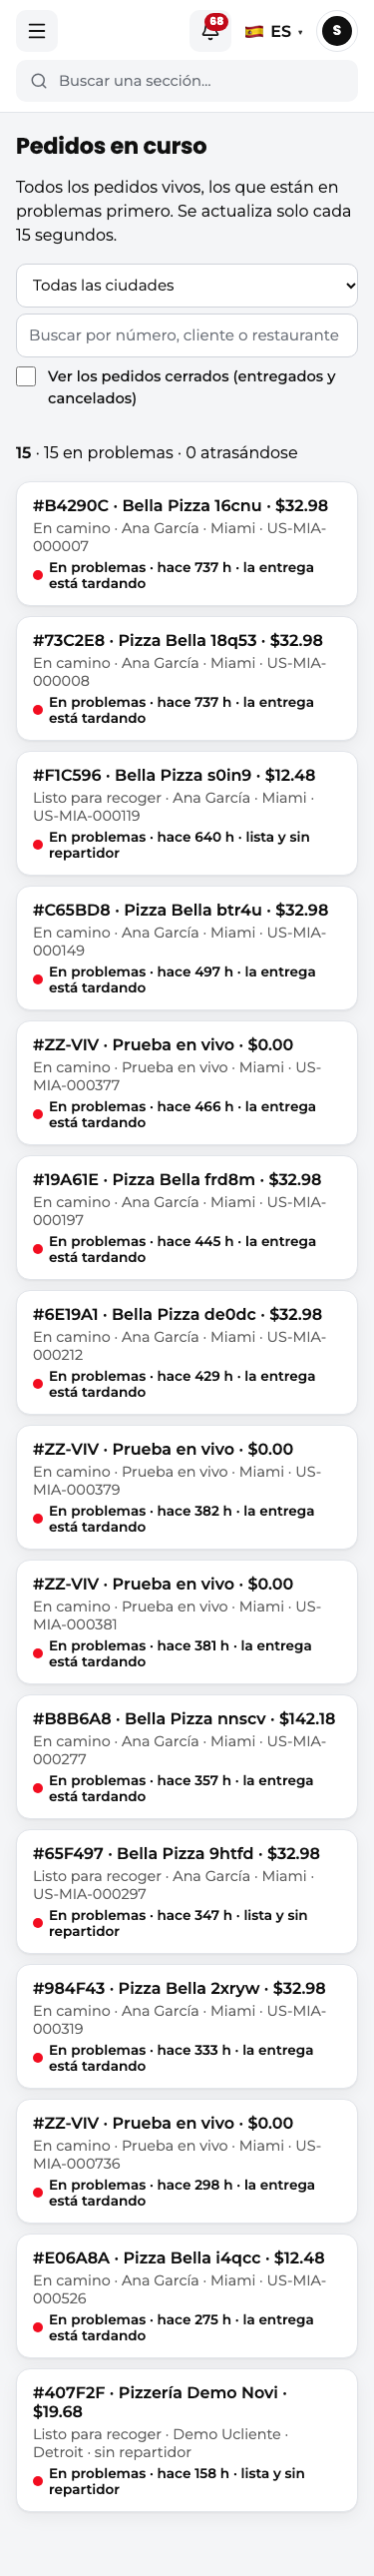 68
🇪🇸 ES ▾
S
Buscar una sección...
Pedidos en curso
Todos los pedidos vivos, los que están en
problemas primero. Se actualiza solo cada
15 segundos.
Todas las ciudades
Buscar por número, cliente o restaurante
Ver los pedidos cerrados (entregados y
cancelados)
15 · 15 en problemas · 0 atrasándose
#B4290C · Bella Pizza 16cnu · $32.98
En camino · Ana García · Miami · US-MIA-
000007
En problemas · hace 737 h · la entrega
está tardando
#73C2E8 · Pizza Bella 18q53 · $32.98
En camino · Ana García · Miami · US-MIA-
000008
En problemas · hace 737 h · la entrega
está tardando
#F1C596 · Bella Pizza s0in9 · $12.48
Listo para recoger · Ana García · Miami ·
US-MIA-000119
En problemas · hace 640 h · lista y sin
repartidor
#C65BD8 · Pizza Bella btr4u · $32.98
En camino · Ana García · Miami · US-MIA-
000149
En problemas · hace 497 h · la entrega
está tardando
#ZZ-VIV · Prueba en vivo · $0.00
En camino · Prueba en vivo · Miami · US-
MIA-000377
En problemas · hace 466 h · la entrega
está tardando
#19A61E · Pizza Bella frd8m · $32.98
En camino · Ana García · Miami · US-MIA-
000197
En problemas · hace 445 h · la entrega
está tardando
#6E19A1 · Bella Pizza de0dc · $32.98
En camino · Ana García · Miami · US-MIA-
000212
En problemas · hace 429 h · la entrega
está tardando
#ZZ-VIV · Prueba en vivo · $0.00
En camino · Prueba en vivo · Miami · US-
MIA-000379
En problemas · hace 382 h · la entrega
está tardando
#ZZ-VIV · Prueba en vivo · $0.00
En camino · Prueba en vivo · Miami · US-
MIA-000381
En problemas · hace 381 h · la entrega
está tardando
#B8B6A8 · Bella Pizza nnscv · $142.18
En camino · Ana García · Miami · US-MIA-
000277
En problemas · hace 357 h · la entrega
está tardando
#65F497 · Bella Pizza 9htfd · $32.98
Listo para recoger · Ana García · Miami ·
US-MIA-000297
En problemas · hace 347 h · lista y sin
repartidor
#984F43 · Pizza Bella 2xryw · $32.98
En camino · Ana García · Miami · US-MIA-
000319
En problemas · hace 333 h · la entrega
está tardando
#ZZ-VIV · Prueba en vivo · $0.00
En camino · Prueba en vivo · Miami · US-
MIA-000736
En problemas · hace 298 h · la entrega
está tardando
#E06A8A · Pizza Bella i4qcc · $12.48
En camino · Ana García · Miami · US-MIA-
000526
En problemas · hace 275 h · la entrega
está tardando
#407F2F · Pizzería Demo Novi ·
$19.68
Listo para recoger · Demo Ucliente ·
Detroit · sin repartidor
En problemas · hace 158 h · lista y sin
repartidor